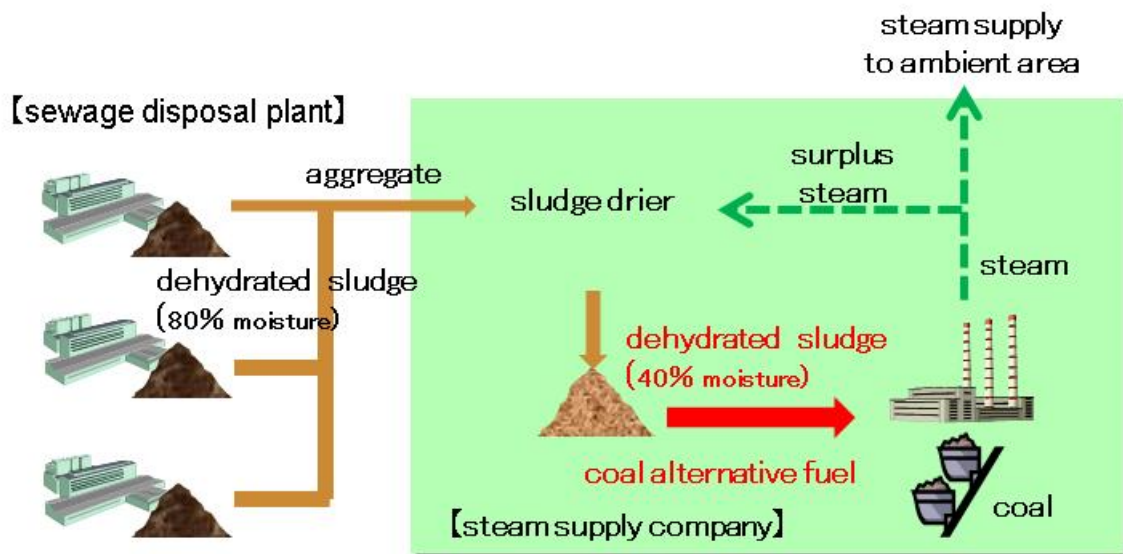 steam supply
to ambient area
【sewage disposal plant】
aggregate
sludge drier
surplus
steam
steam
dehydrated sludge
(80% moisture)
dehydrated sludge
(40% moisture)
coal alternative fuel
coal
【steam supply company】